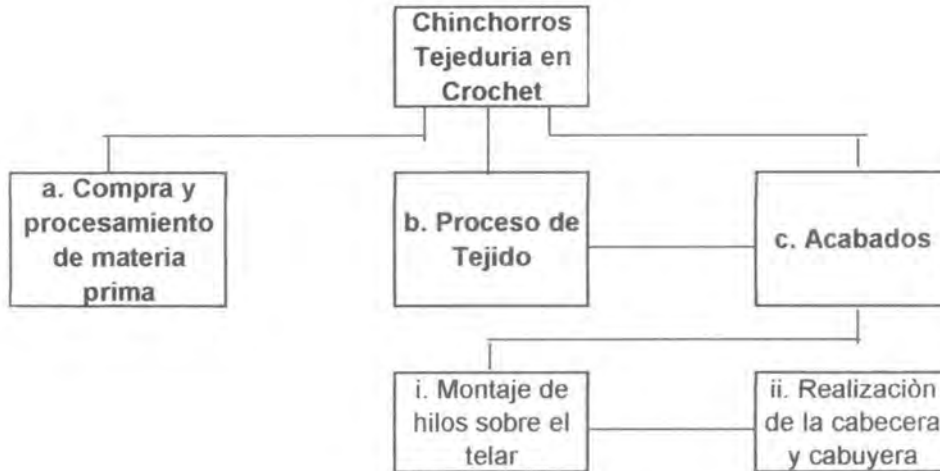 Chinchorros
Tejeduria en
Crochet
a. Compra y
procesamiento
de materia
prima
b. Proceso de
Tejido
c. Acabados
i. Montaje de
hilos sobre el
telar
ii. Realizaciòn
de la cabecera
y cabuyera